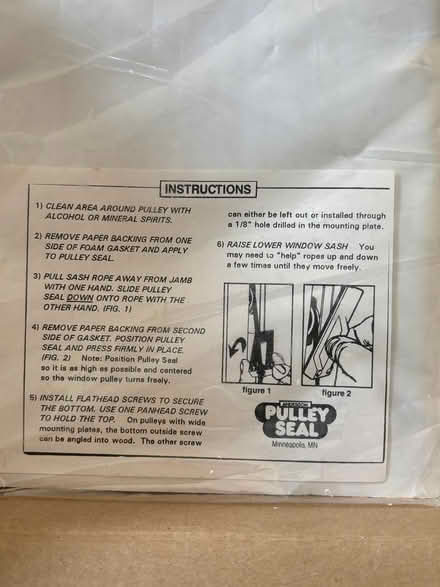 INSTRUCTIONS
1) CLEAN AREA AROUND PULLEY WITH
ALCOHOL OR MINERAL SPIRITS.
2) REMOVE PAPER BACKING FROM ONE
SIDE OF FOAM GASKET AND APPLY
TO PULLEY SEAL.
3) PULL SASH ROPE AWAY FROM JAMB
WITH ONE HAND. SLIDE PULLEY
SEAL DOWN ONTO ROPE WITH THE
OTHER HAND. (FIG. 1)
4) REMOVE PAPER BACKING FROM SECOND
SIDE OF GASKET. POSITION PULLEY
SEAL AND PRESS FIRMLY IN PLACE.
(FIG. 2) Note: Position Pulley Seal
so it is as high as possible and centered
so the window pulley turns freely.
5) INSTALL FLATHEAD SCREWS TO SECURE
THE BOTTOM. USE ONE PANHEAD SCREW
TO HOLD THE TOP. On pulleys with wide
mounting plates, the bottom outside screw
can be angled into wood. The other screw
can either be left out or installed through
a 1/8" hole drilled in the mounting plate.
6) RAISE LOWER WINDOW SASH You
may need to "help" ropes up and down
a few times until they move freely.
figure 1
figure 2
ANDERSON
PULLEY
SEAL
Minneapolis, MN